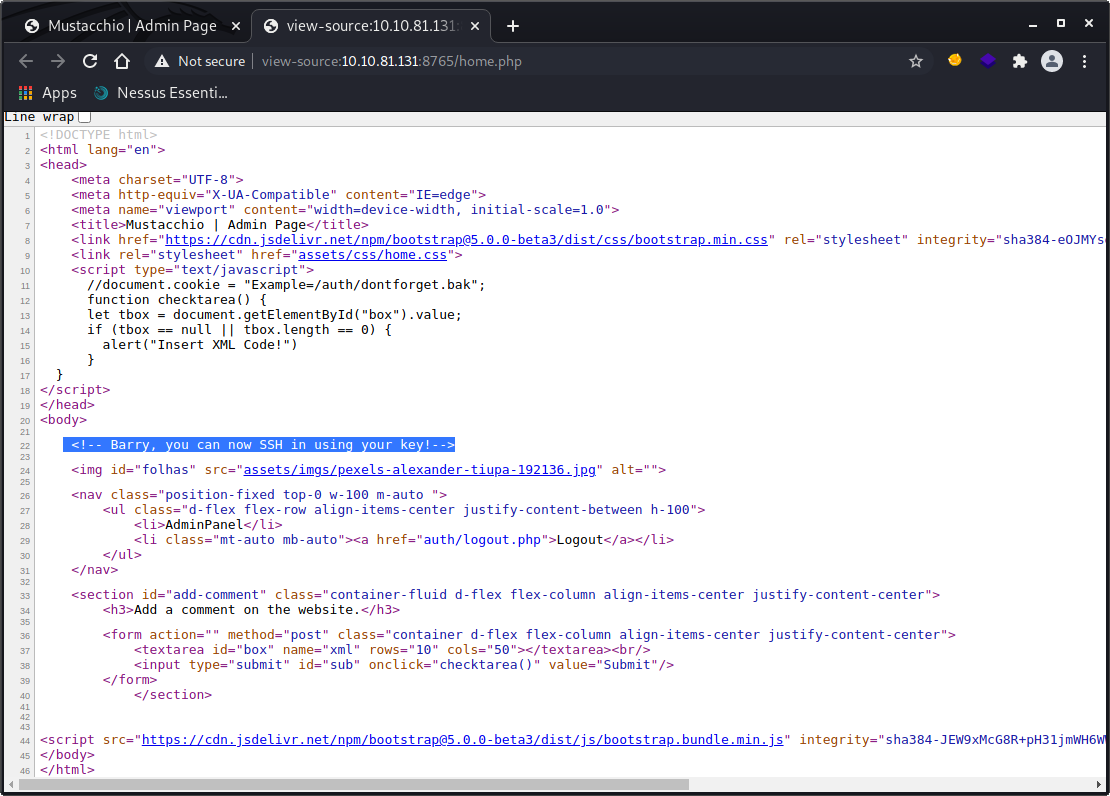 Mustacchio | Admin Page
view-source:10.10.81.131:
Not secure
view-source:10.10.81.131:8765/home.php
Apps
Nessus Essenti...
Line wrap
1 <!DOCTYPE html>
2 <html lang="en">
3 <head>
4 <meta charset="UTF-8">
5 <meta http-equiv="X-UA-Compatible" content="IE=edge">
6 <meta name="viewport" content="width=device-width, initial-scale=1.0">
7 <title>Mustacchio | Admin Page</title>
8 <link href="https://cdn.jsdelivr.net/npm/bootstrap@5.0.0-beta3/dist/css/bootstrap.min.css" rel="stylesheet" integrity="sha384-eOJMYs
9 <link rel="stylesheet" href="assets/css/home.css">
10 <script type="text/javascript">
11 //document.cookie = "Example=/auth/dontforget.bak";
12 function checktarea() {
13 let tbox = document.getElementById("box").value;
14 if (tbox == null || tbox.length == 0) {
15 alert("Insert XML Code!")
16 }
17 }
18 </script>
19 </head>
20 <body>
21
22 <!-- Barry, you can now SSH in using your key!-->
23
24 <img id="folhas" src="assets/imgs/pexels-alexander-tiupa-192136.jpg" alt="">
25
26 <nav class="position-fixed top-0 w-100 m-auto ">
27 <ul class="d-flex flex-row align-items-center justify-content-between h-100">
28 <li>AdminPanel</li>
29 <li class="mt-auto mb-auto"><a href="auth/logout.php">Logout</a></li>
30 </ul>
31 </nav>
32
33 <section id="add-comment" class="container-fluid d-flex flex-column align-items-center justify-content-center">
34 <h3>Add a comment on the website.</h3>
35
36 <form action="" method="post" class="container d-flex flex-column align-items-center justify-content-center">
37 <textarea id="box" name="xml" rows="10" cols="50"></textarea><br/>
38 <input type="submit" id="sub" onclick="checktarea()" value="Submit"/>
39 </form>
40 </section>
41
42
43
44 <script src="https://cdn.jsdelivr.net/npm/bootstrap@5.0.0-beta3/dist/js/bootstrap.bundle.min.js" integrity="sha384-JEW9xMcG8R+pH31jmWH6W
45 </body>
46 </html>